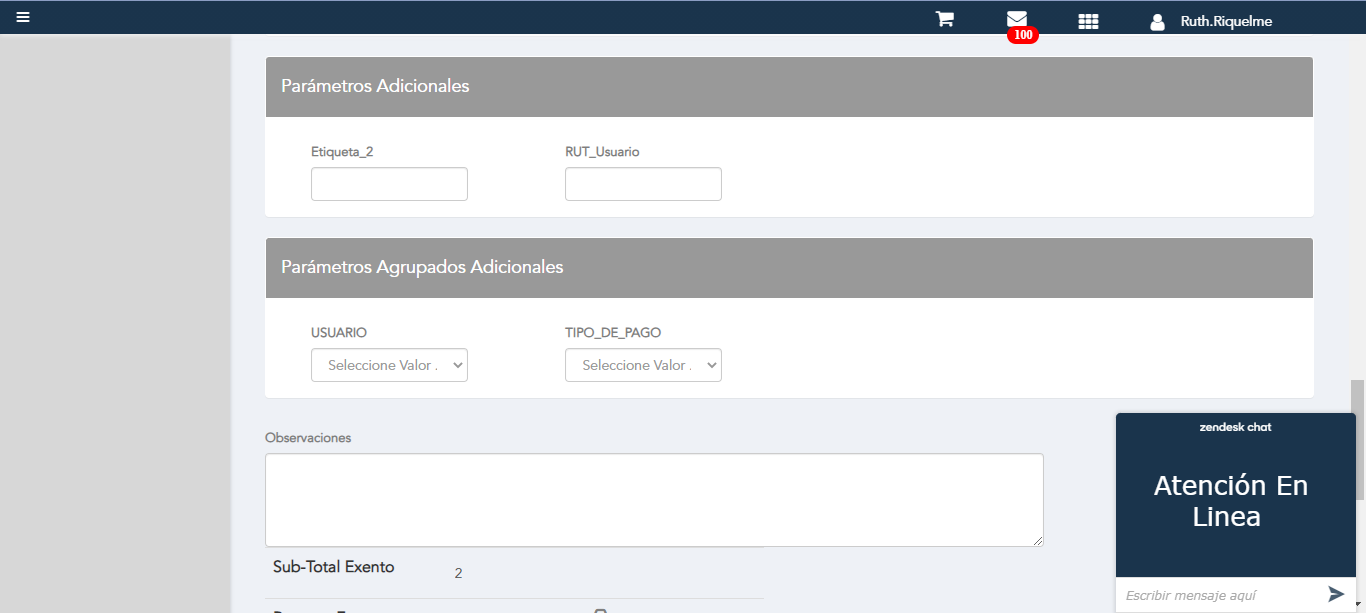 Ruth.Riquelme
100
Parámetros Adicionales
Etiqueta_2 RUT_Usuario
Parámetros Agrupados Adicionales
USUARIO TIPO_DE_PAGO
Seleccione Valor . Seleccione Valor .
Observaciones
zendesk chat
Atención En
Linea
Sub-Total Exento 2
Escribir mensaje aquí